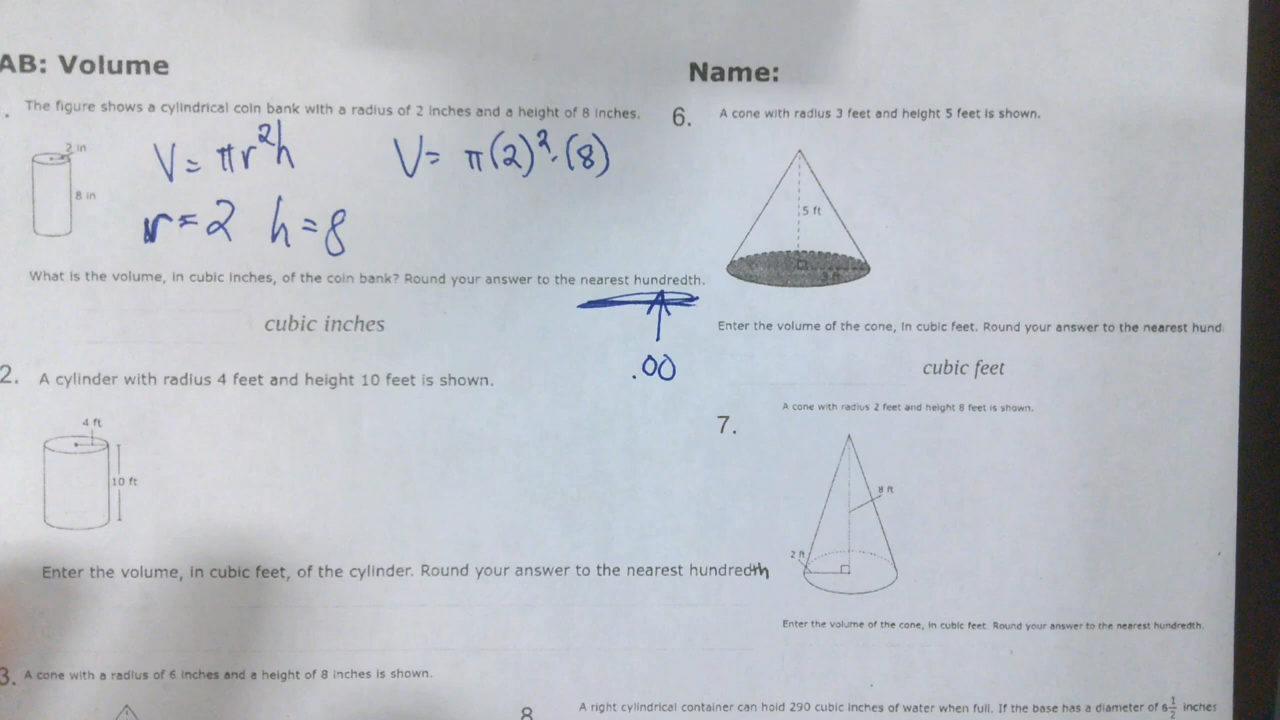 AB: Volume
The figure shows a cylindrical coin bank with a radius of 2 inches and a height of 8 inches.
2 in
8 in
V = πr²h
V = π(2)²·(8)
r = 2 h = 8
What is the volume, in cubic inches, of the coin bank? Round your answer to the nearest hundredth.
.00
cubic inches
2. A cylinder with radius 4 feet and height 10 feet is shown.
4 ft
10 ft
Enter the volume, in cubic feet, of the cylinder. Round your answer to the nearest hundredth
3. A cone with a radius of 6 inches and a height of 8 inches is shown.
Name:
6. A cone with radius 3 feet and height 5 feet is shown.
5 ft
3 ft
Enter the volume of the cone, in cubic feet. Round your answer to the nearest hund
cubic feet
7. A cone with radius 2 feet and height 8 feet is shown.
8 ft
2 ft
Enter the volume of the cone, in cubic feet. Round your answer to the nearest hundredth.
8 A right cylindrical container can hold 290 cubic inches of water when full. If the base has a diameter of 6 1/2 inches